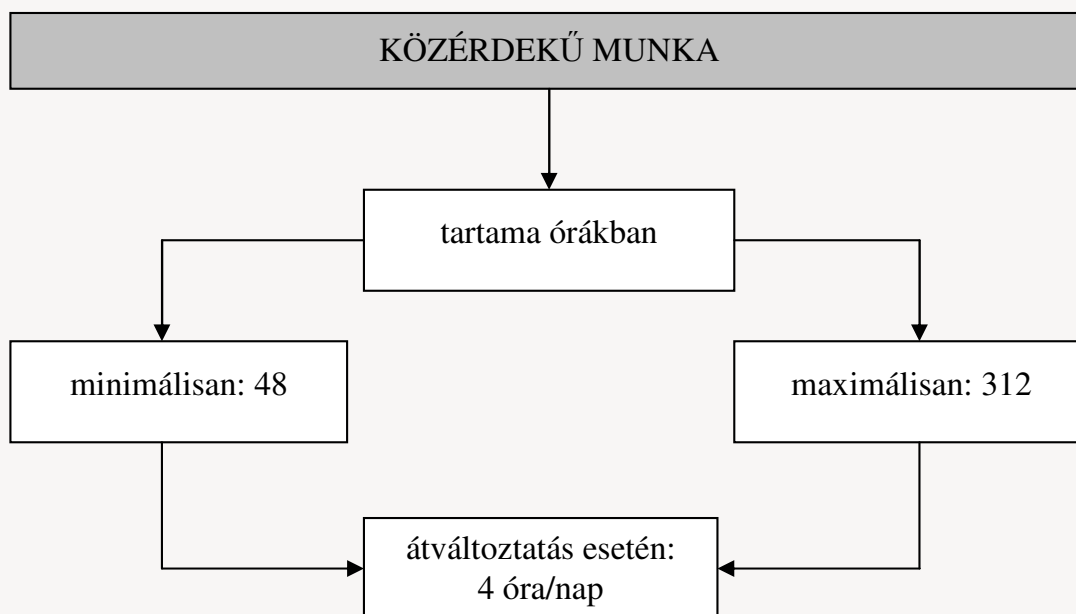 KÖZÉRDEKŰ MUNKA
tartama órákban
minimálisan: 48
maximálisan: 312
átváltoztatás esetén:
4 óra/nap